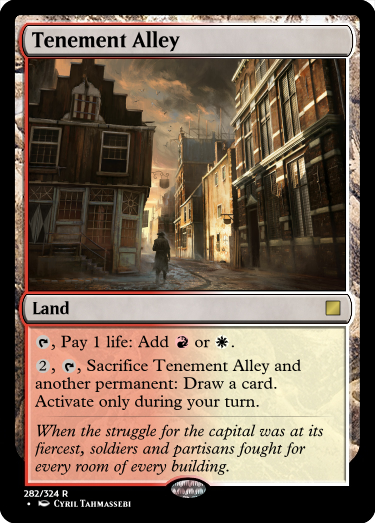 Tenement Alley
Land
, Pay 1 life: Add or .
2, , Sacrifice Tenement Alley and
another permanent: Draw a card.
Activate only during your turn.
When the struggle for the capital was at its
fiercest, soldiers and partisans fought for
every room of every building.
282/324 R
• Cyril Tahmassebi